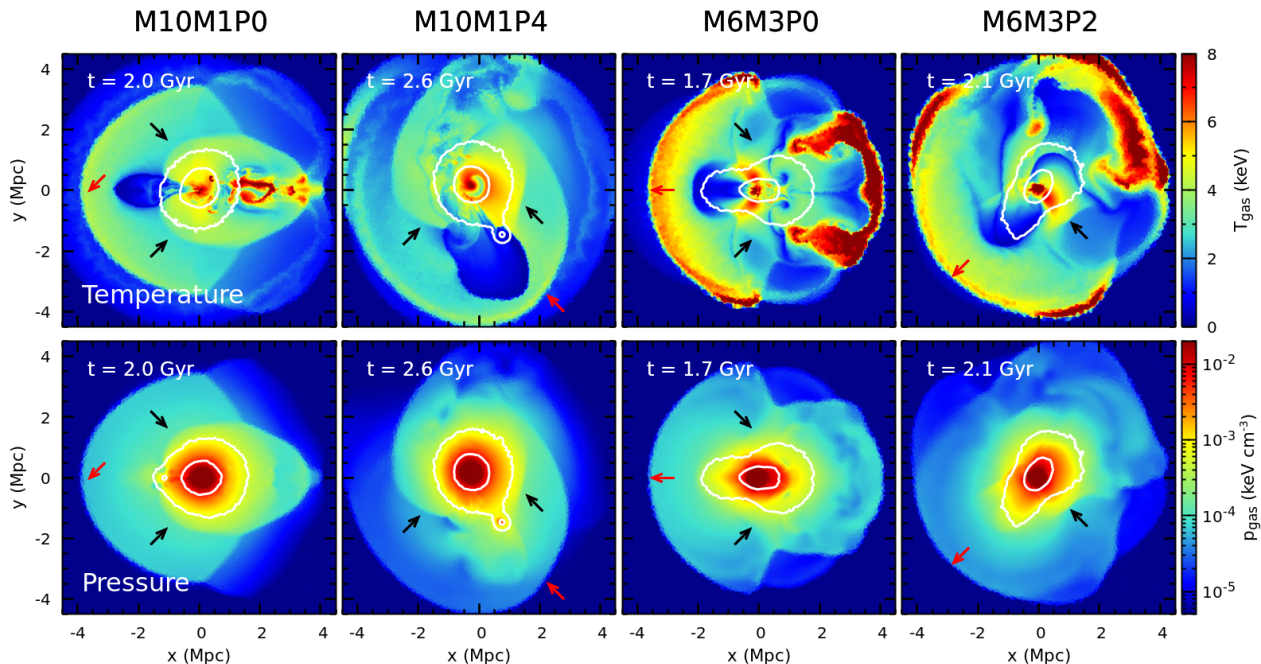 M10M1P0 M10M1P4 M6M3P0 M6M3P2
t = 2.0 Gyr t = 2.6 Gyr t = 1.7 Gyr t = 2.1 Gyr
Temperature
4
2
0
-2
-4
y (Mpc)
8
6
4
2
0
T_gas (keV)
t = 2.0 Gyr t = 2.6 Gyr t = 1.7 Gyr t = 2.1 Gyr
Pressure
4
2
0
-2
-4
y (Mpc)
10^-2
10^-3
10^-4
10^-5
p_gas (keV cm^-3)
-4 -2 0 2 4 -4 -2 0 2 4 -4 -2 0 2 4 -4 -2 0 2 4
x (Mpc) x (Mpc) x (Mpc) x (Mpc)